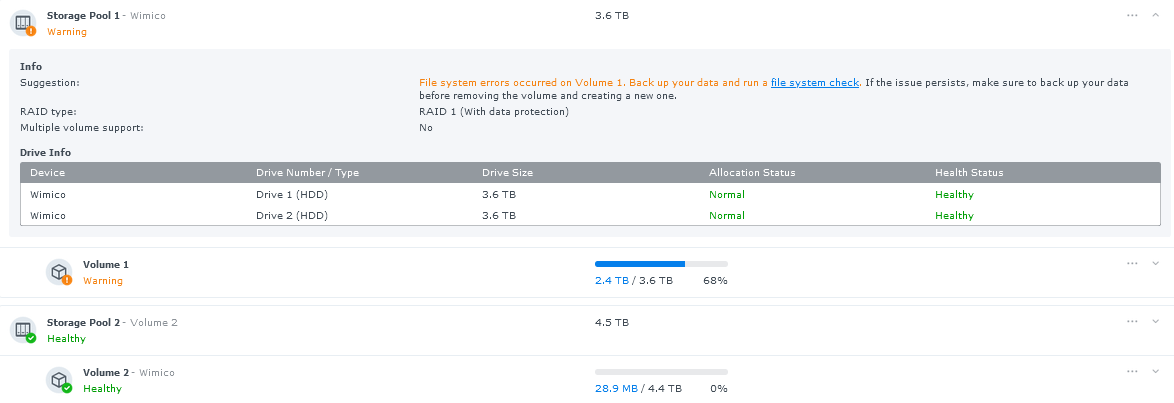 Storage Pool 1 - Wimico 3.6 TB
Warning
Info
Suggestion: File system errors occurred on Volume 1. Back up your data and run a file system check. If the issue persists, make sure to back up your data
before removing the volume and creating a new one.
RAID type: RAID 1 (With data protection)
Multiple volume support: No
Drive Info
Device Drive Number / Type Drive Size Allocation Status Health Status
Wimico Drive 1 (HDD) 3.6 TB Normal Healthy
Wimico Drive 2 (HDD) 3.6 TB Normal Healthy
Volume 1
Warning 2.4 TB / 3.6 TB 68%
Storage Pool 2 - Volume 2 4.5 TB
Healthy
Volume 2 - Wimico
Healthy 28.9 MB / 4.4 TB 0%